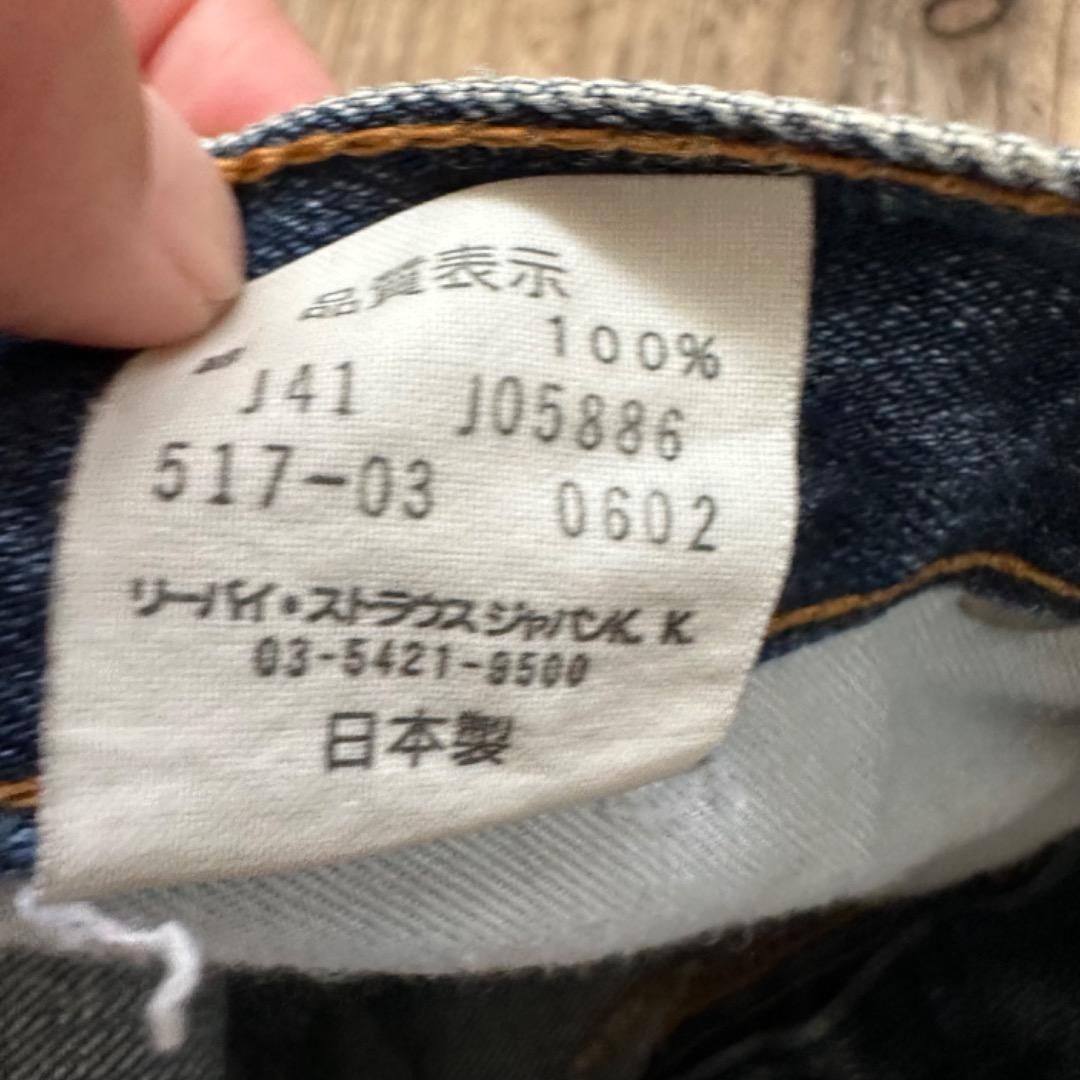 品質表示
100%
J41 J05886
517-03 0602
リーバイ・ストラウスジャパンK.K
03-5421-9500
日本製